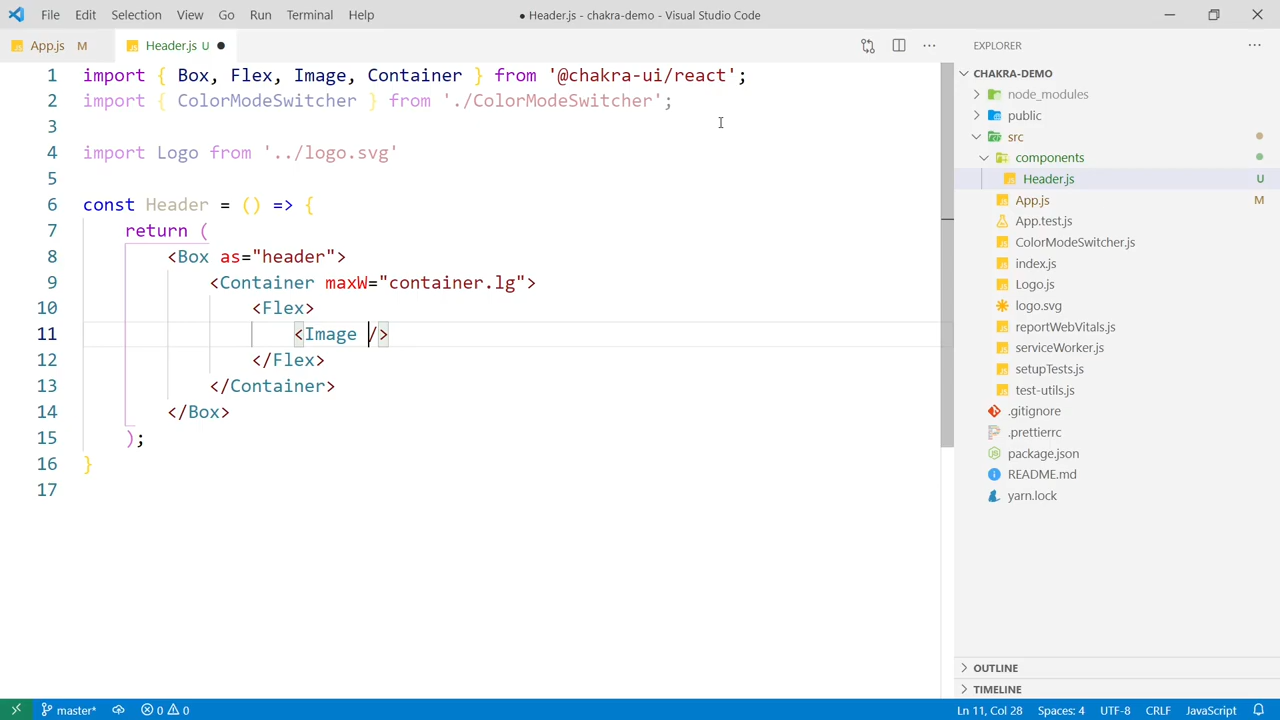 File Edit Selection View Go Run Terminal Help ● Header.js - chakra-demo - Visual Studio Code
App.js M Header.js U ●
EXPLORER
1 import { Box, Flex, Image, Container } from '@chakra-ui/react';
2 import { ColorModeSwitcher } from './ColorModeSwitcher';
3
4 import Logo from '../logo.svg'
5
6 const Header = () => {
7 return (
8 <Box as="header">
9 <Container maxW="container.lg">
10 <Flex>
11 <Image />
12 </Flex>
13 </Container>
14 </Box>
15 );
16 }
17
CHAKRA-DEMO
node_modules
public
src
components
Header.js U
App.js M
App.test.js
ColorModeSwitcher.js
index.js
Logo.js
logo.svg
reportWebVitals.js
serviceWorker.js
setupTests.js
test-utils.js
.gitignore
.prettierrc
package.json
README.md
yarn.lock
OUTLINE
TIMELINE
master* 0 0 Ln 11, Col 28 Spaces: 4 UTF-8 CRLF JavaScript